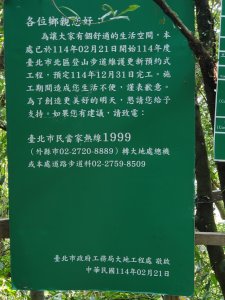 各位鄉親您好：
為讓大家有個舒適的生活空間，本
處已於114年02月21日開始114年度
臺北市北區登山步道維護更新預約式
工程，預定114年12月31日完工。施
工期間造成您生活不便，謹表歉意。
為了創造更美好的明天，懇請您給予
支持。如果您有建議，請致電：
臺北市民當家熱線1999
(外縣市02-2720-8889)轉大地處總機
或本處道路步道科02-2759-8509
臺北市政府工務局大地工程處 啟
中華民國114年02月21日